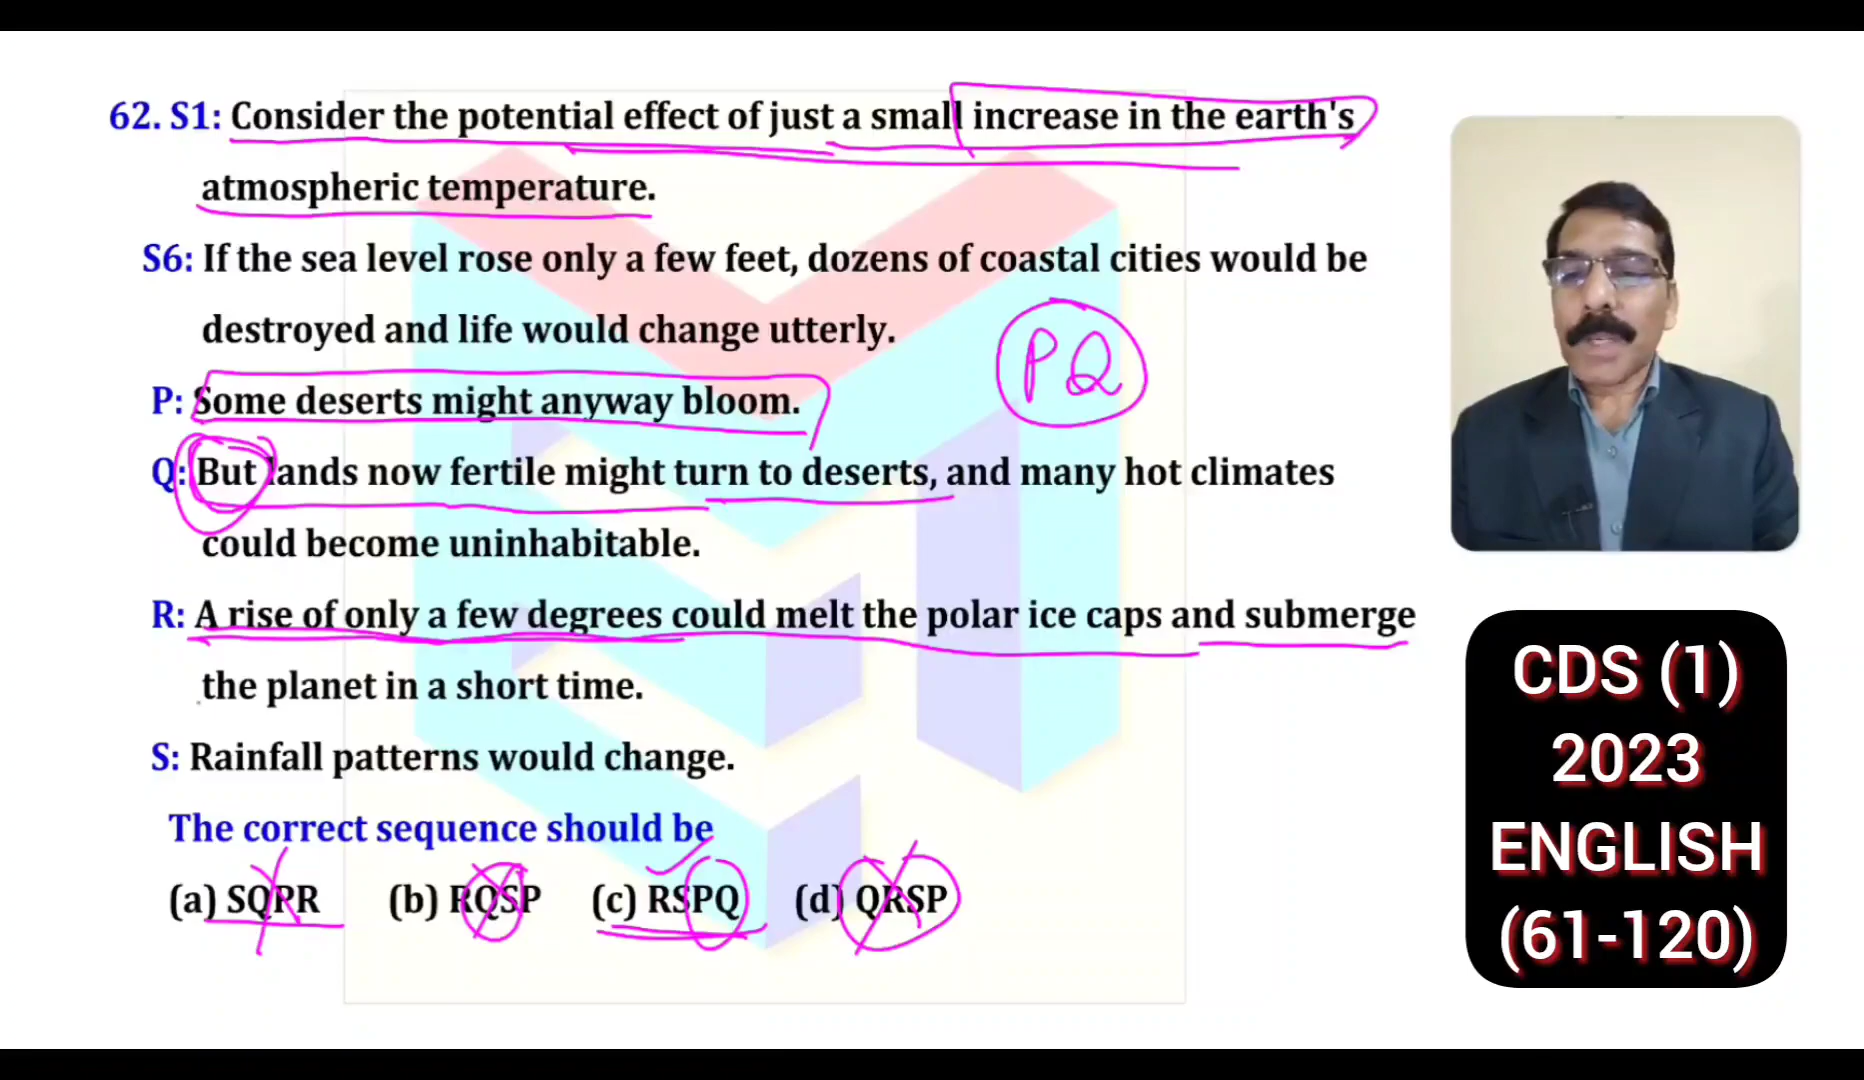 62. S1: Consider the potential effect of just a small increase in the earth's
atmospheric temperature.
S6: If the sea level rose only a few feet, dozens of coastal cities would be
destroyed and life would change utterly.
PQ
P: Some deserts might anyway bloom.
Q: But lands now fertile might turn to deserts, and many hot climates
could become uninhabitable.
R: A rise of only a few degrees could melt the polar ice caps and submerge
the planet in a short time.
S: Rainfall patterns would change.
The correct sequence should be
(a) SQPR (b) RQSP (c) RSPQ (d) QRSP
CDS (1)
2023
ENGLISH
(61-120)